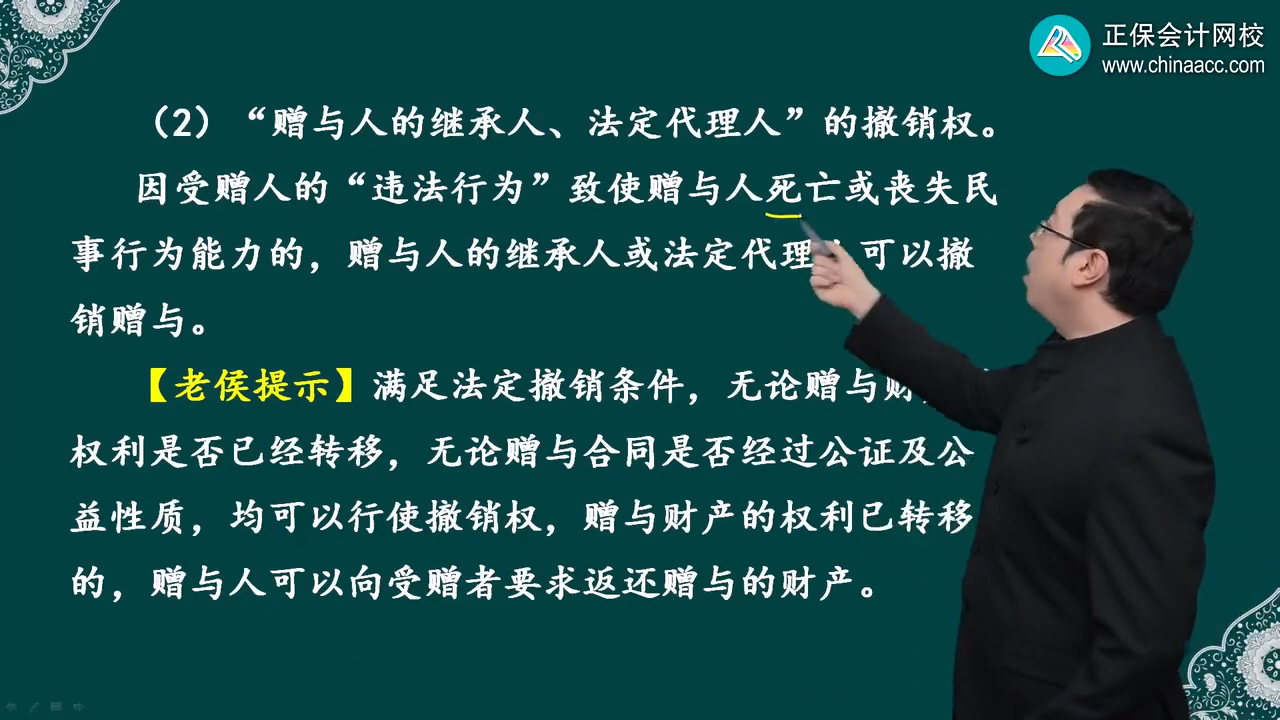 正保会计网校
www.chinaacc.com
（2）“赠与人的继承人、法定代理人”的撤销权。
因受赠人的“违法行为”致使赠与人死亡或丧失民
事行为能力的，赠与人的继承人或法定代理人可以撤
销赠与。
【老侯提示】满足法定撤销条件，无论赠与财
权利是否已经转移，无论赠与合同是否经过公证及公
益性质，均可以行使撤销权，赠与财产的权利已转移
的，赠与人可以向受赠者要求返还赠与的财产。